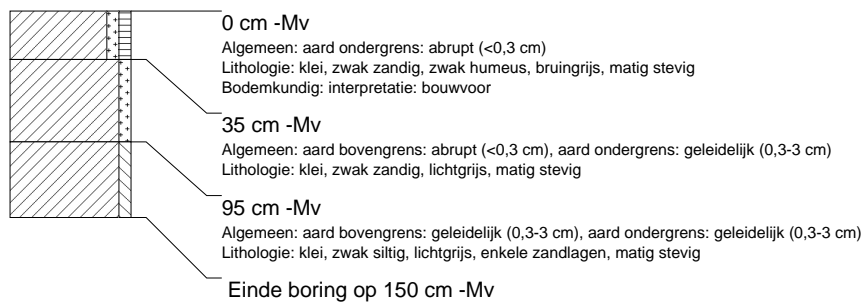 0 cm -Mv
Algemeen: aard ondergrens: abrupt (<0,3 cm)
Lithologie: klei, zwak zandig, zwak humeus, bruingrijs, matig stevig
Bodemkundig: interpretatie: bouwvoor
35 cm -Mv
Algemeen: aard bovengrens: abrupt (<0,3 cm), aard ondergrens: geleidelijk (0,3-3 cm)
Lithologie: klei, zwak zandig, lichtgrijs, matig stevig
95 cm -Mv
Algemeen: aard bovengrens: geleidelijk (0,3-3 cm), aard ondergrens: geleidelijk (0,3-3 cm)
Lithologie: klei, zwak siltig, lichtgrijs, enkele zandlagen, matig stevig
Einde boring op 150 cm -Mv